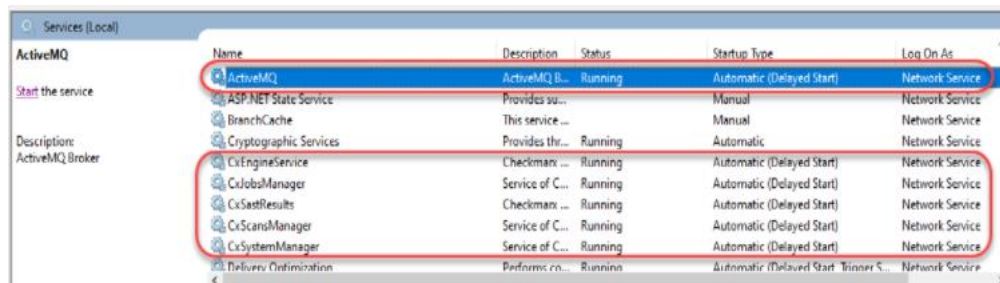 Services (Local)
ActiveMQ
Start the service
Description:
ActiveMQ Broker
Name Description Status Startup Type Log On As
ActiveMQ ActiveMQ B... Running Automatic (Delayed Start) Network Service
ASP.NET State Service Provides su... Manual Network Service
BranchCache This service ... Manual Network Service
Cryptographic Services Provides thr... Running Automatic Network Service
CxEngineService Checkmarx ... Running Automatic (Delayed Start) Network Service
CxJobsManager Service of C... Running Automatic (Delayed Start) Network Service
CxSastResults Checkmarx ... Running Automatic (Delayed Start) Network Service
CxScansManager Service of C... Running Automatic (Delayed Start) Network Service
CxSystemManager Service of C... Running Automatic (Delayed Start) Network Service
Delivery Optimization Performs co... Running Automatic (Delayed Start, Trigger S... Network Service